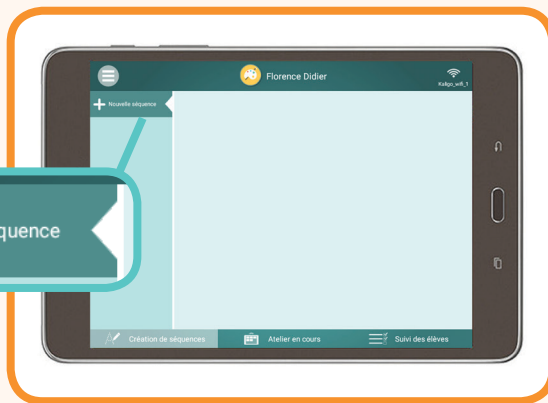 Florence Didier
Kaligo_wifi_1
Nouvelle séquence
quence
Création de séquences
Atelier en cours
Suivi des élèves